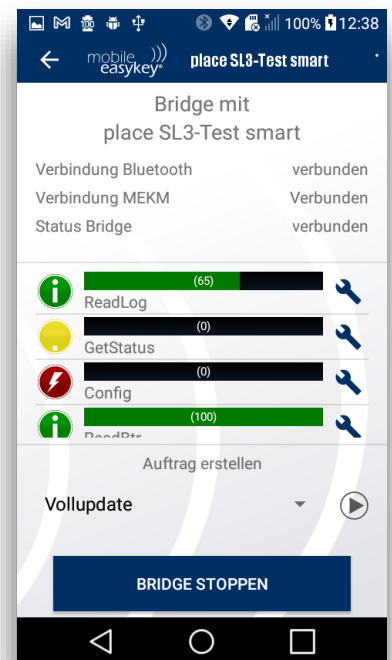 100% 12:38
mobile easykey® place SL3-Test smart
Bridge mit
place SL3-Test smart
Verbindung Bluetooth verbunden
Verbindung MEKM Verbunden
Status Bridge verbunden
(65)
ReadLog
(0)
GetStatus
(0)
Config
(100)
ReadRtr
Auftrag erstellen
Vollupdate
BRIDGE STOPPEN